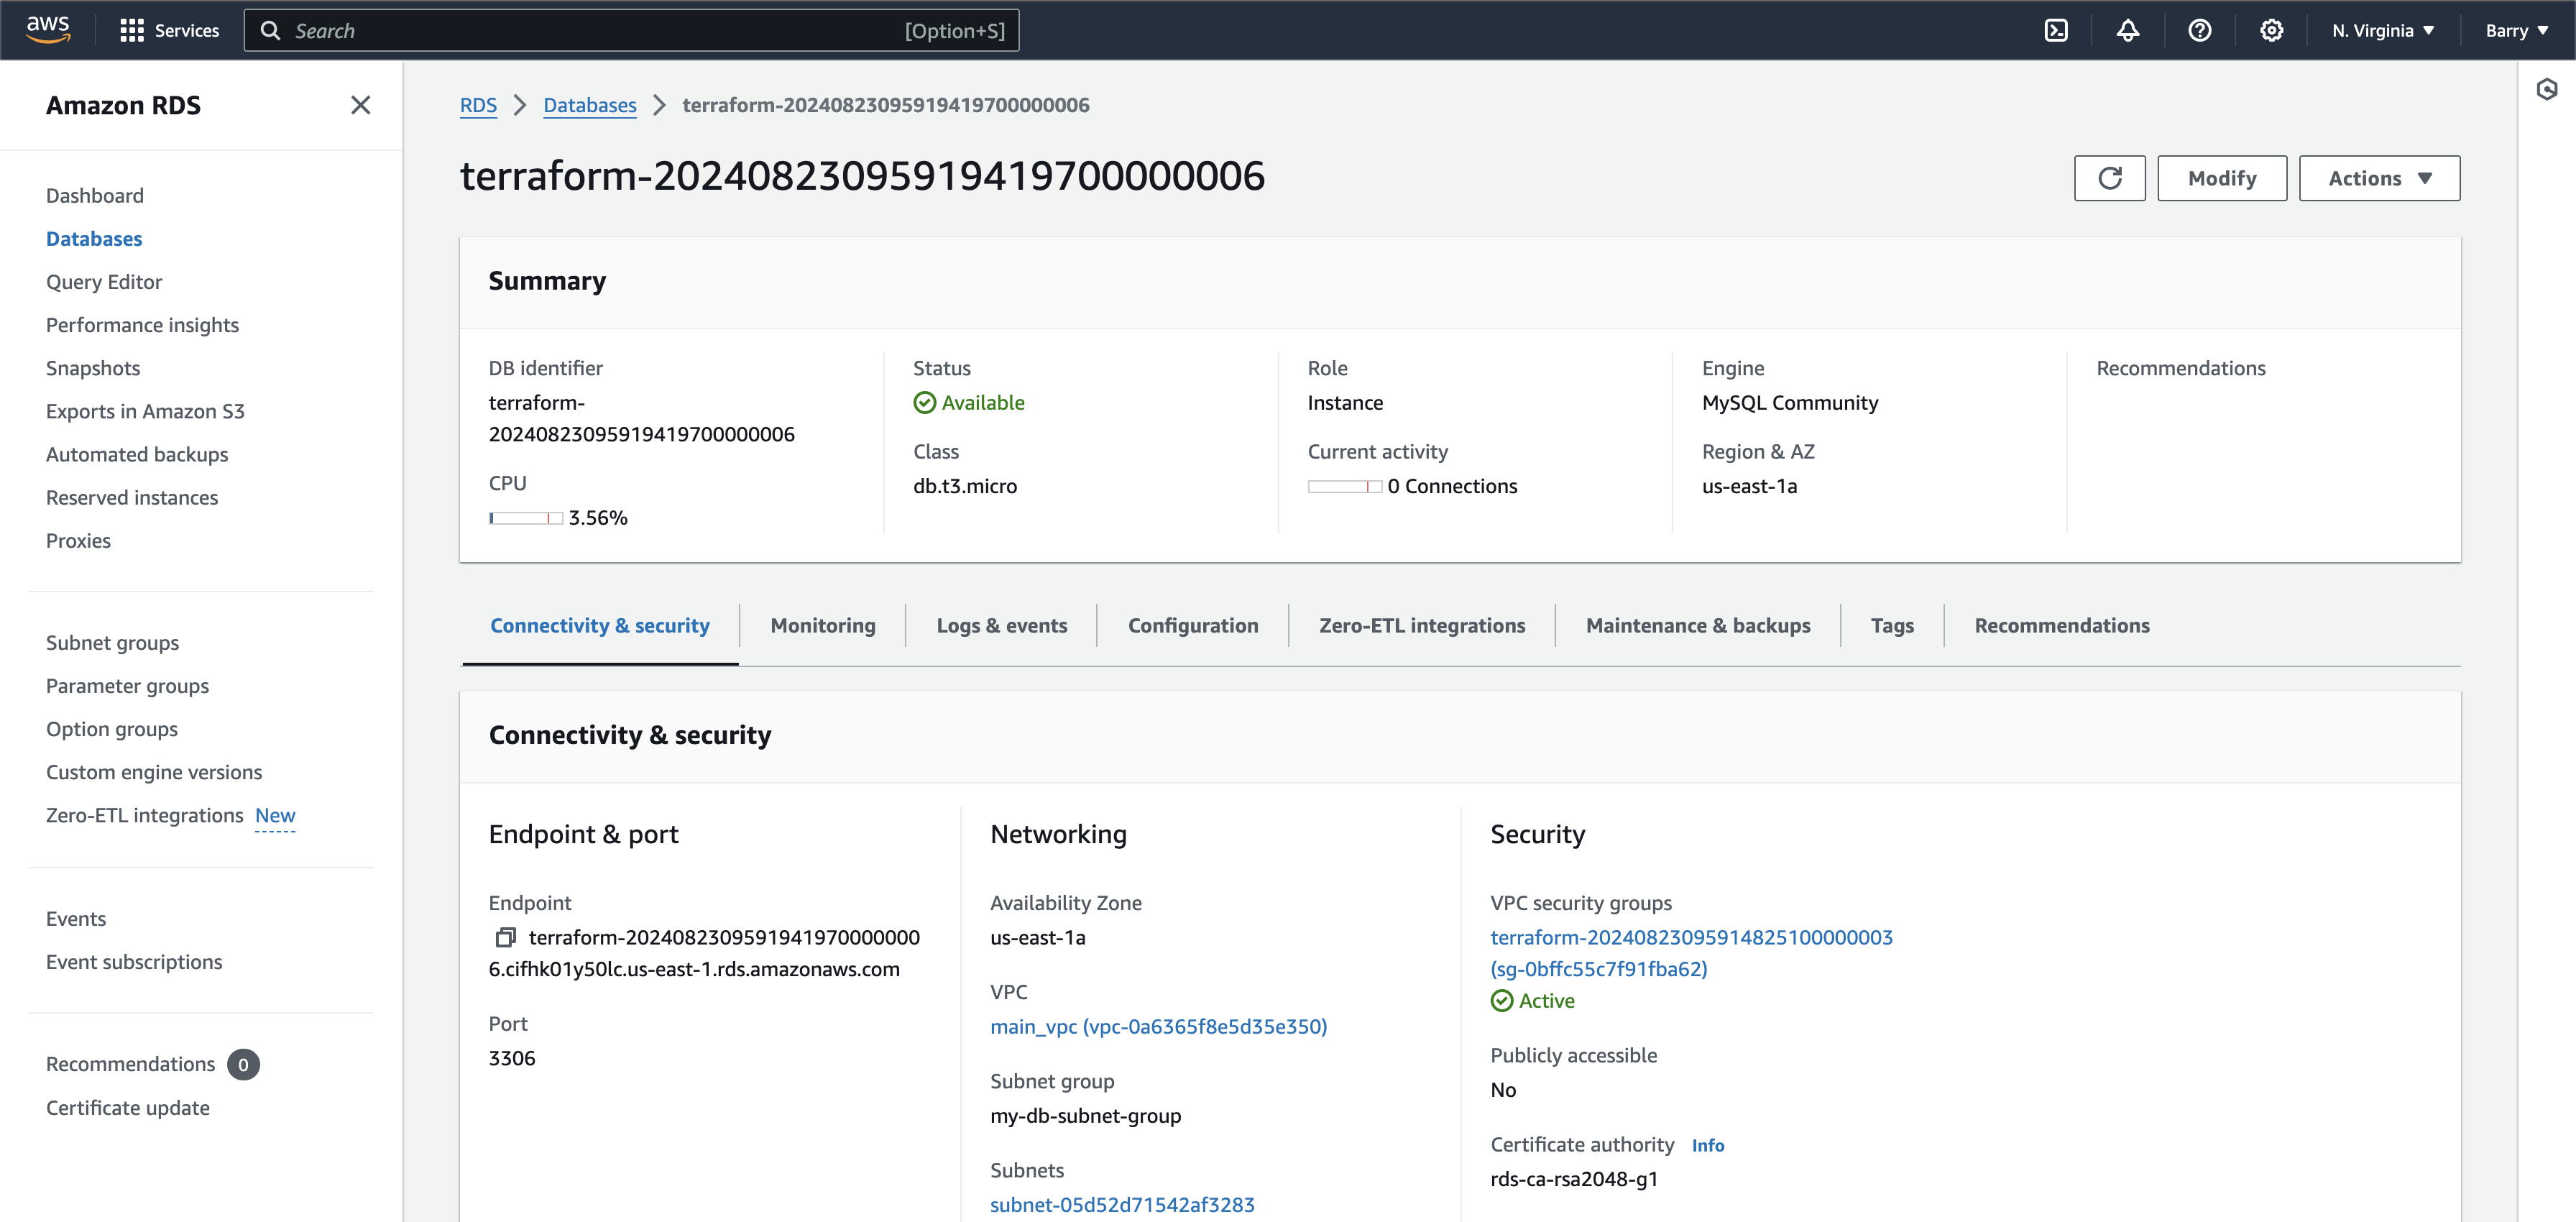 aws
Services
Search
[Option+S]
N. Virginia
Barry
Amazon RDS
Dashboard
Databases
Query Editor
Performance insights
Snapshots
Exports in Amazon S3
Automated backups
Reserved instances
Proxies
Subnet groups
Parameter groups
Option groups
Custom engine versions
Zero-ETL integrations New
Events
Event subscriptions
Recommendations 0
Certificate update
RDS > Databases > terraform-20240823095919419700000006
terraform-20240823095919419700000006
Modify
Actions
Summary
DB identifier
terraform-
20240823095919419700000006
CPU
3.56%
Status
Available
Class
db.t3.micro
Role
Instance
Current activity
0 Connections
Engine
MySQL Community
Region & AZ
us-east-1a
Recommendations
Connectivity & security
Monitoring
Logs & events
Configuration
Zero-ETL integrations
Maintenance & backups
Tags
Recommendations
Connectivity & security
Endpoint & port
Endpoint
terraform-2024082309591941970000000
6.cifhk01y50lc.us-east-1.rds.amazonaws.com
Port
3306
Networking
Availability Zone
us-east-1a
VPC
main_vpc (vpc-0a6365f8e5d35e350)
Subnet group
my-db-subnet-group
Subnets
subnet-05d52d71542af3283
Security
VPC security groups
terraform-20240823095914825100000003
(sg-0bffc55c7f91fba62)
Active
Publicly accessible
No
Certificate authority Info
rds-ca-rsa2048-g1